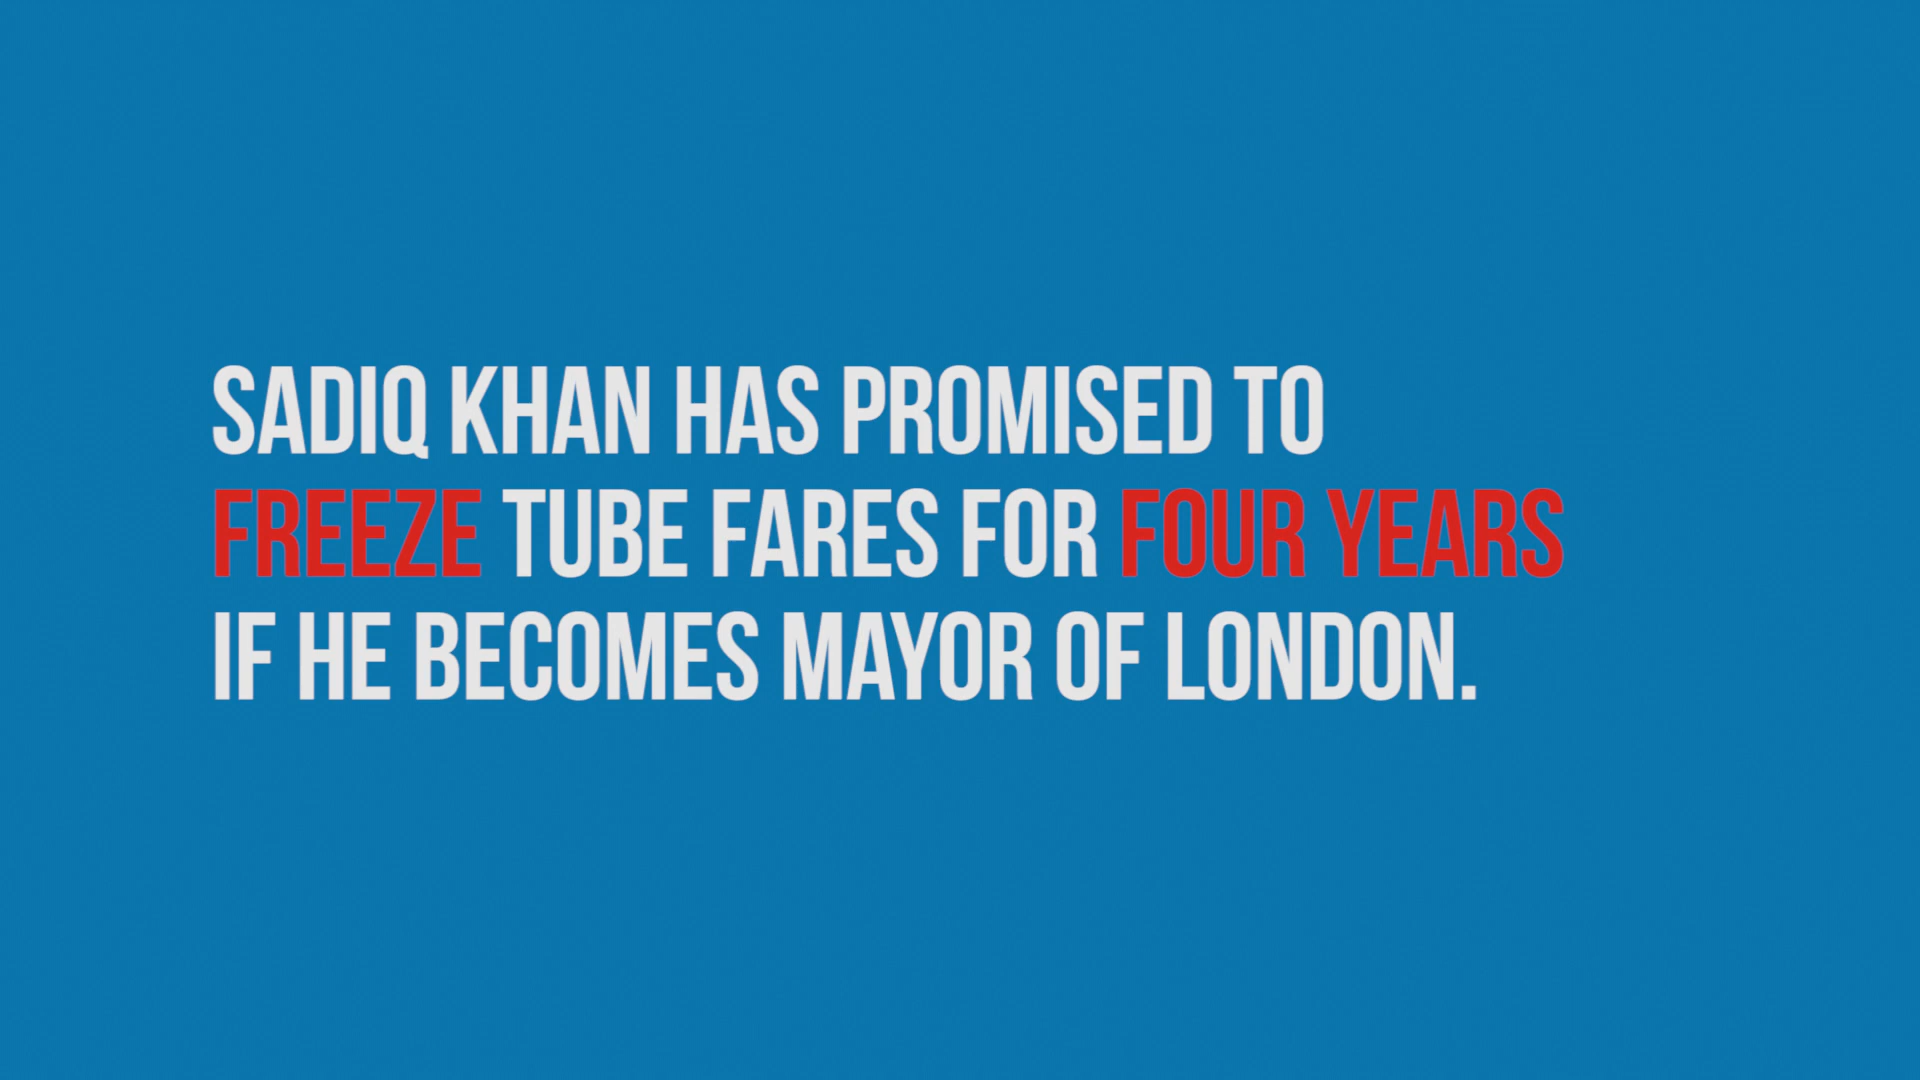 SADIQ KHAN HAS PROMISED TO
FREEZE TUBE FARES FOR FOUR YEARS
IF HE BECOMES MAYOR OF LONDON.